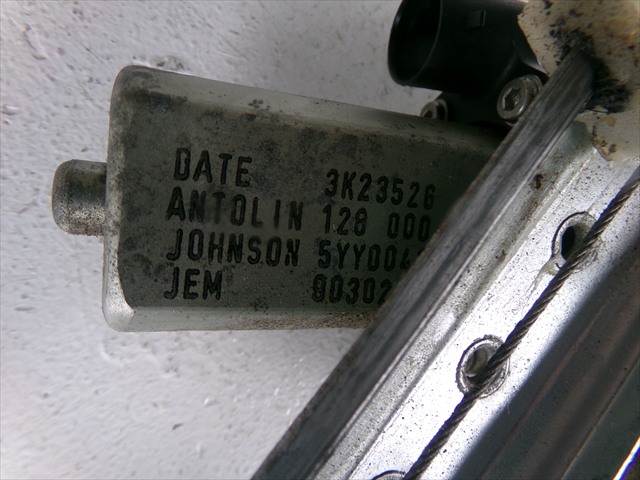 DATE 3K23526
ANTOLIN 128 000
JOHNSON 5YY004
JEM 90302